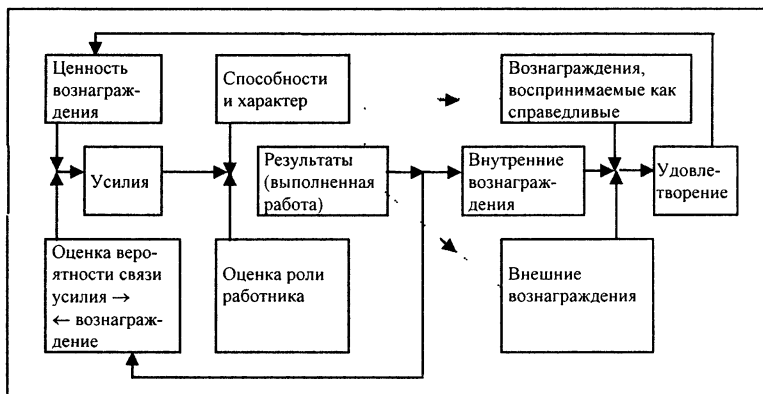 Ценность
вознаграж-
дения
Способности
и характер
Вознаграждения,
воспринимаемые как
справедливые
Усилия
Результаты
(выполненная
работа)
Внутренние
вознаграж-
дения
Удовле-
творение
Оценка веро-
ятности связи
усилия →
← вознаграж-
дение
Оценка роли
работника
Внешние
вознаграждения